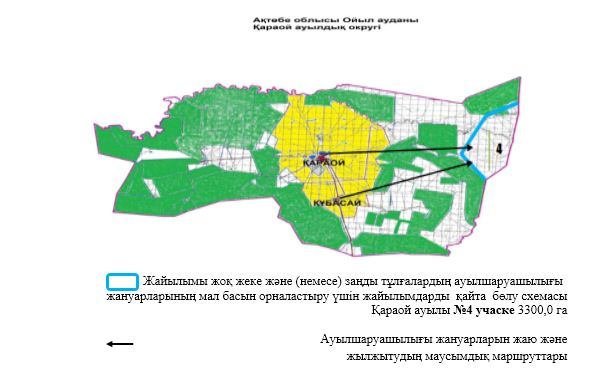 Ақтөбе облысы Ойыл ауданы
Қараой ауылдық округі
4
ҚАРАОЙ
ҚҰБАСАЙ
Жайылымы жоқ жеке және (немесе) заңды тұлғалардың ауылшаруашылығы
жануарларының мал басын орналастыру үшін жайылымдарды қайта бөлу схемасы
Қараой ауылы №4 учаске 3300,0 га
Ауылшаруашылығы жануарларын жаю және
жылжытудың маусымдық маршруттары